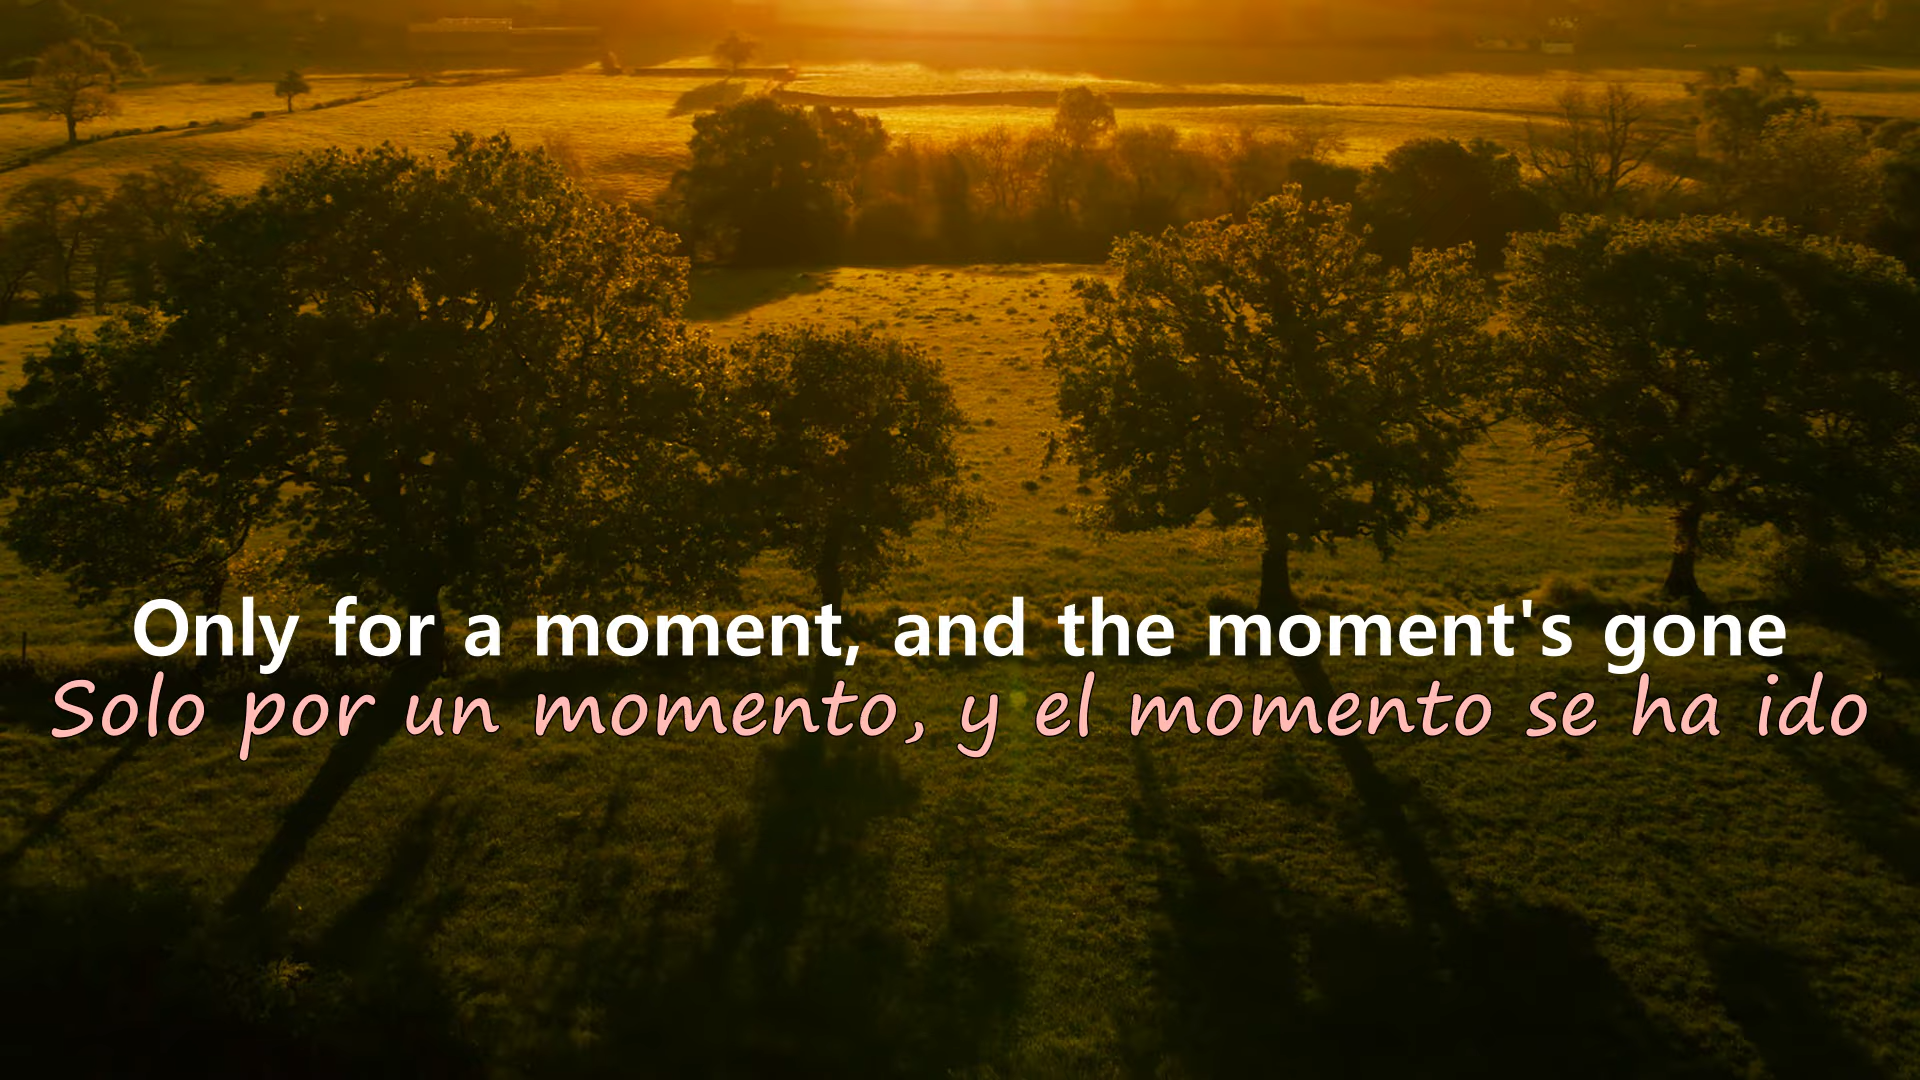 Only for a moment, and the moment's gone
Solo por un momento, y el momento se ha ido